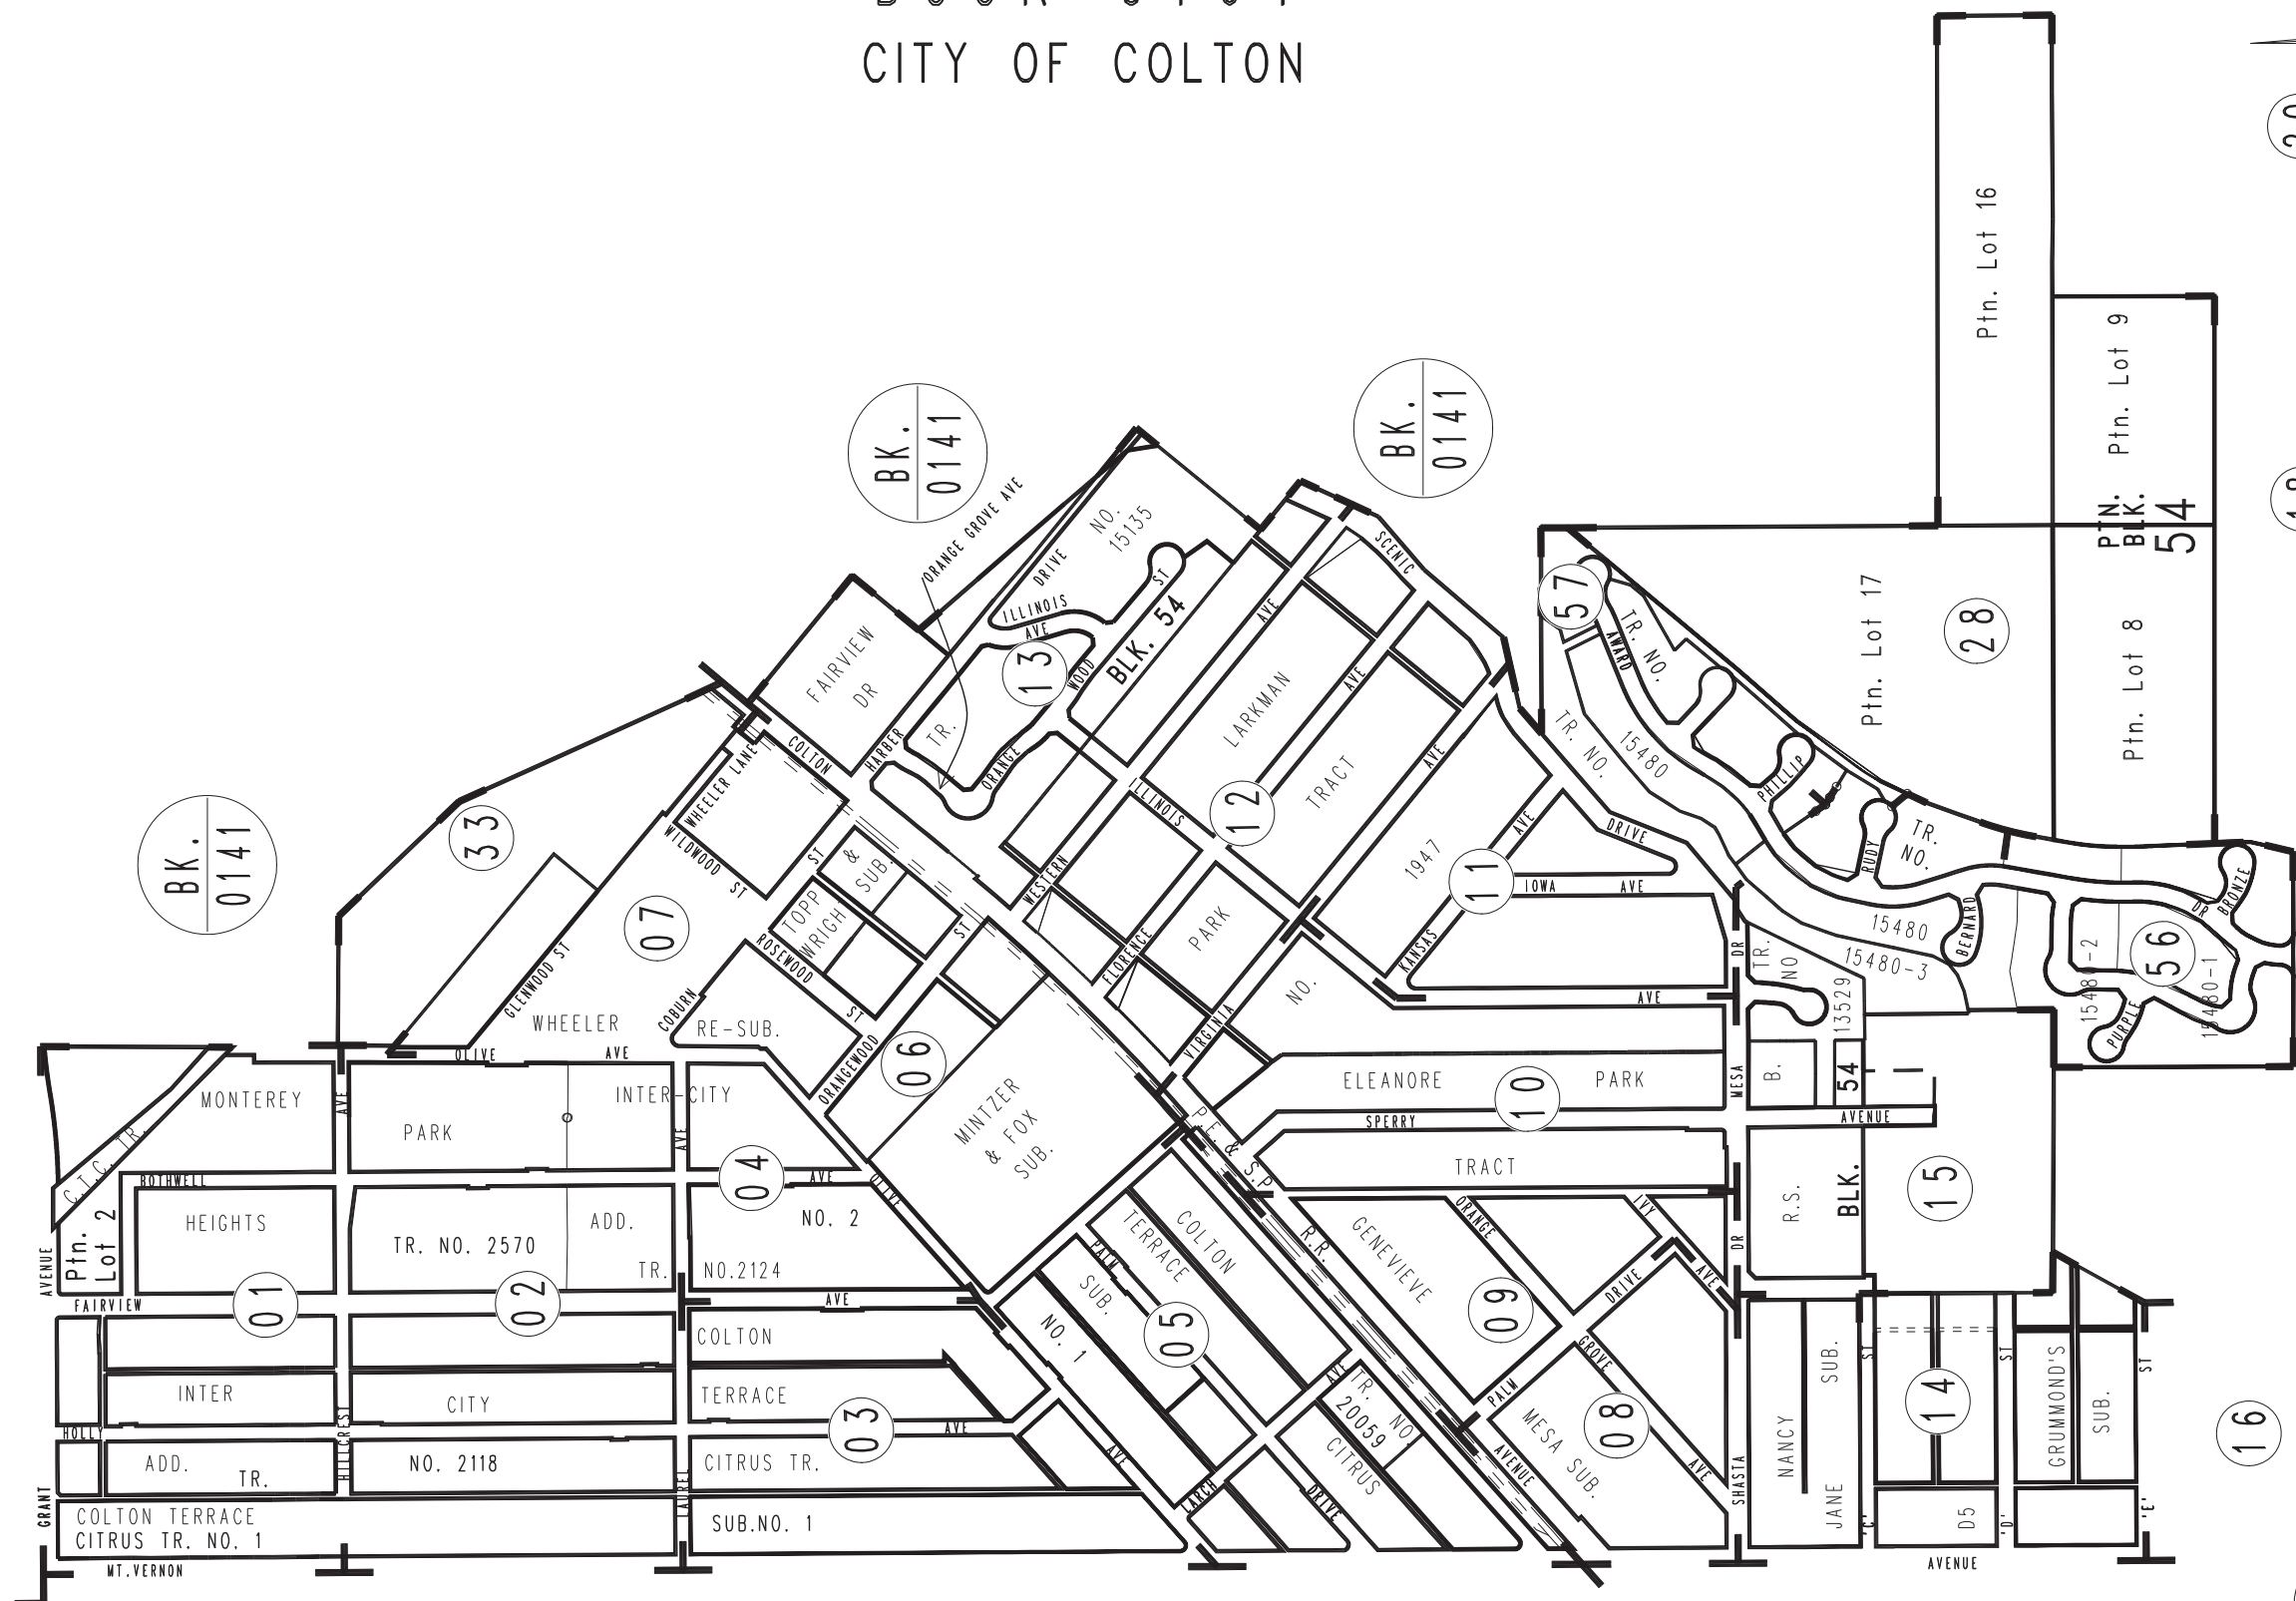 CITY OF COLTON
Ptn. Lot 16
Ptn. Lot 9
PTN.
BLK.
54
Ptn. Lot 17
28
Ptn. Lot 8
BK.
0141
BK.
0141
BK.
0141
ORANGE GROVE AVE
NO.
15135
DRIVE
ILLINOIS
AVE
ST
BLK. 54
WOOD
13
TR.
ORANGE
HARBER
FAIRVIEW
DR
COLTON
WHEELER LANE
WILDWOOD ST
33
07
GLENWOOD ST
WHEELER
COBURN
RE-SUB.
ROSEWOOD ST
TOPP
WRIGH
&
SUB.
ST
ST
ORANGEWOOD
06
MINTZER
& FOX
SUB.
SCENIC
AVE
LARKMAN
AVE
TRACT
12
AVE
ILLINOIS
WESTERN
FLORENCE
PARK
VIRGINIA
NO.
1947
AVE
11
KANSAS
IOWA AVE
DRIVE
AVE
57
TR. NO.
AWARD
TR. NO.
15480
PHILLIP
RUDY
TR.
NO.
15480
BERNARD
15480-3
DR
BRONZE
56
15480-2
15480-1
PURPLE
DR
TR.
NO
13529
MESA
B.
54
AVENUE
ELEANORE PARK
10
SPERRY
TRACT
R.S.
BLK.
15
DR
P.E. & S.P
R.R.
MONTEREY
C.T.C. TR.
OLIVE AVE
AVE
PARK
INTER-CITY
AVE
04
BOTHWELL
AVE
OLIVE
HEIGHTS
Ptn.
Lot 2
AVENUE
TR. NO. 2570
ADD.
NO. 2
TR. NO.2124
FAIRVIEW
AVE
01
02
INTER
CITY
COLTON
TERRACE
03
HOLLY
AVE
HILLCREST
LAUREL
ADD.
TR.
NO. 2118
CITRUS TR.
GRANT
COLTON TERRACE
CITRUS TR. NO. 1
SUB.NO. 1
MT.VERNON
PALM
SUB.
NO. 1
TERRACE
COLTON
05
AVE
LARCH
DRIVE
AVE
TR. NO.
20059
CITRUS
GENEVIEVE
ORANGE
IVY
09
DRIVE
AVE
GROVE
PALM
AVENUE
MESA SUB.
08
AVE
SHASTA
NANCY
JANE
SUB.
ST
'C'
14
D5
ST
'D'
GRUMMOND'S
SUB.
ST
'E'
16
AVENUE